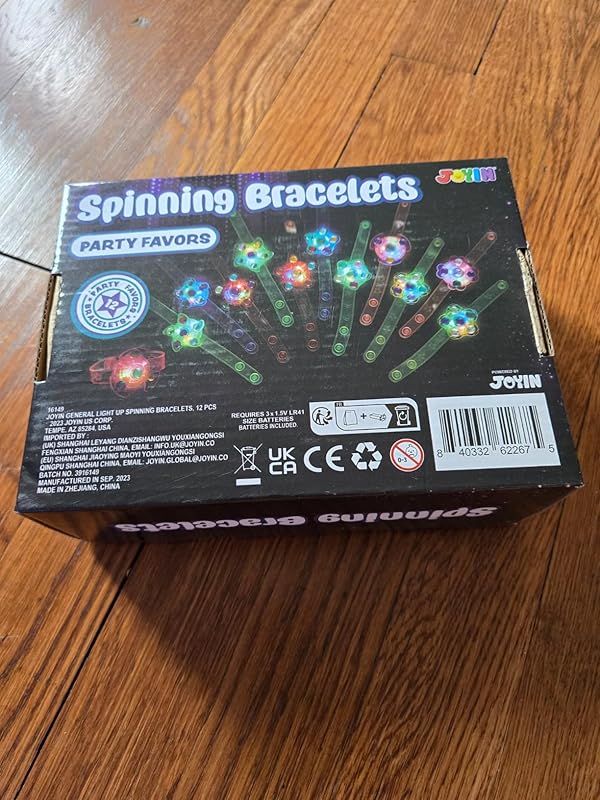 Spinning Bracelets
JOYIN
PARTY FAVORS
PARTY FAVORS
12
BRACELETS
POWERED BY
JOYIN
16149
JOYIN GENERAL LIGHT UP SPINNING BRACELETS, 12 PCS
2023 JOYIN US CORP.
TEMPE, AZ 85284, USA
IMPORTED BY :
(UK) SHANGHAI LEYANG DIANZISHANGWU YOUXIANGONGSI
FENGXIAN SHANGHAI CHINA, EMAIL: INFO.UK@JOYIN.CO
(EU) SHANGHAI JIAOYING MAOYI YOUXIANGONGSI
QINGPU SHANGHAI CHINA, EMAIL: JOYIN.GLOBAL@JOYIN.CO
BATCH NO. 3916149
MANUFACTURED IN SEP. 2023
MADE IN ZHEJIANG, CHINA
REQUIRES 3 x 1.5V LR41
SIZE BATTERIES
BATTERIES INCLUDED.
FR
+
UK
CA
CE
0-3
8 40332 62267 5
Spinning Bracelets